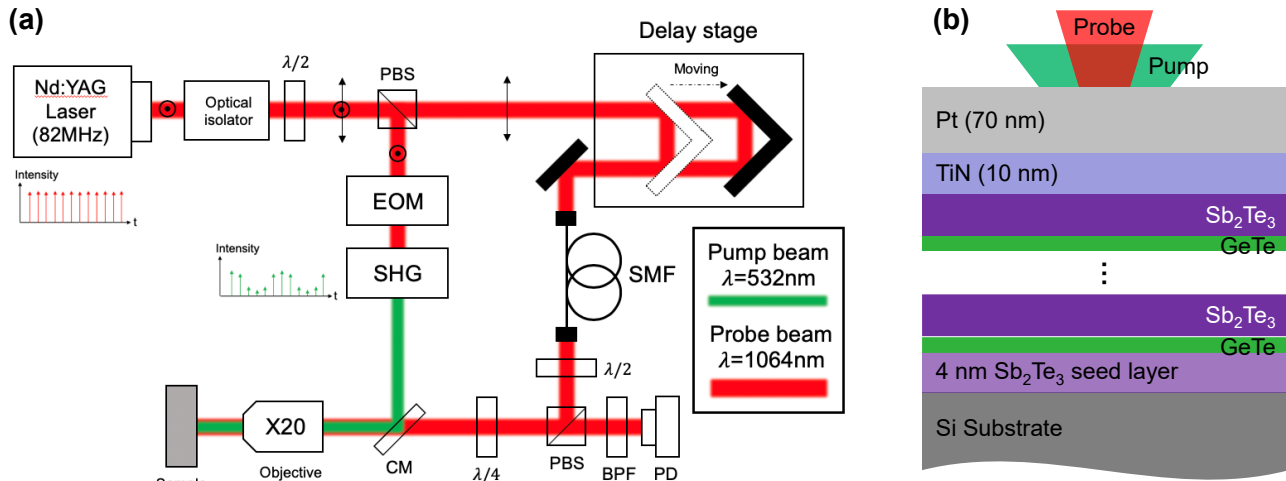 (a)
Nd:YAG
Laser
(82MHz)
Optical
isolator
λ/2
PBS
Delay stage
Moving
Intensity
t
EOM
Intensity
t
SHG
SMF
Pump beam
λ=532nm
Probe beam
λ=1064nm
λ/2
X20
Objective
CM
λ/4
PBS
BPF
PD
Sample
(b)
Probe
Pump
Pt (70 nm)
TiN (10 nm)
Sb₂Te₃
GeTe
⋮
Sb₂Te₃
GeTe
4 nm Sb₂Te₃ seed layer
Si Substrate